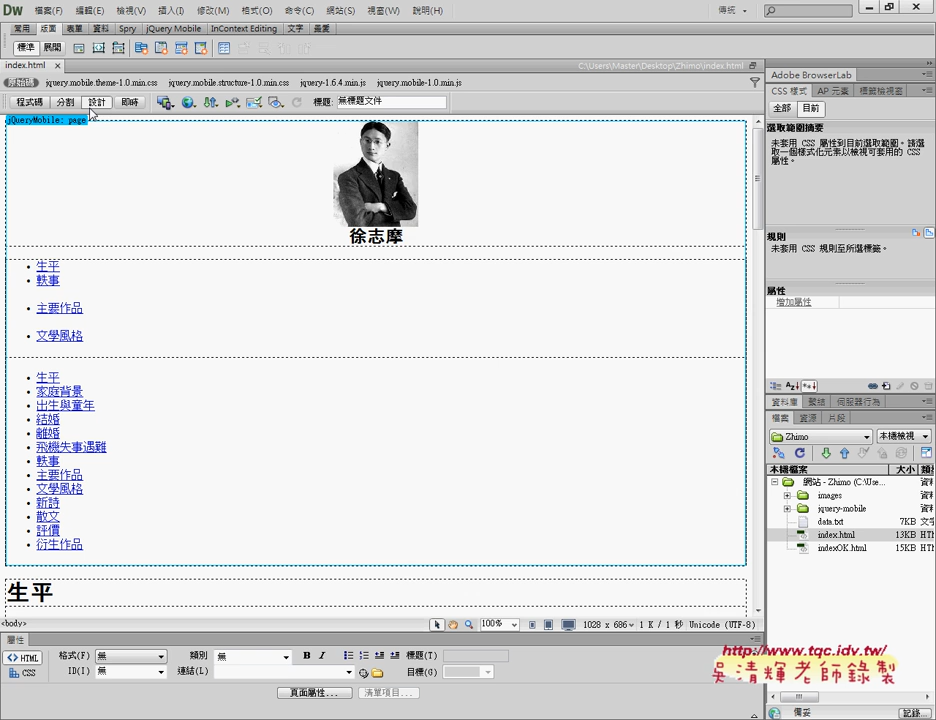 Dw 檔案(F) 編輯(E) 檢視(V) 插入(I) 修改(M) 格式(O) 命令(C) 網站(S) 視窗(W) 說明(H) 傳統
常用 版面 表單 資料 Spry jQuery Mobile InContext Editing 文字 我的最愛
標準 展開
index.html
C:\Users\Master\Desktop\Zhimo\index.html
原始碼 jquery.mobile.theme-1.0.min.css jquery.mobile.structure-1.0.min.css jquery-1.6.4.min.js jquery.mobile-1.0.min.js
程式碼 分割 設計 即時 標題: 無標題文件
jQueryMobile: page
徐志摩
生平
軼事
主要作品
文學風格
生平
家庭背景
出生與童年
結婚
離婚
飛機失事遇難
軼事
主要作品
文學風格
新詩
散文
評價
衍生作品
生平
<body>
100% 1028 x 686 1 K / 1 秒 Unicode (UTF-8)
屬性
<> HTML 格式(F) 無 類別 無 B I 標題(T)
CSS ID(I) 無 連結(L) 目標(G)
頁面屬性... 清單項目...
Adobe BrowserLab
CSS 樣式 AP 元素 標籤檢視窗
全部 目前
選取範圍摘要
未套用 CSS 屬性到目前選取範圍。請選
取一個樣式化元素以檢視可套用的 CSS
屬性。
規則
未套用 CSS 規則至所選標籤。
屬性
增加屬性
資料庫 繫結 伺服器行為
檔案 資源 片段
Zhimo 本機檢視
本機檔案 大小 類
網站 - Zhimo (C:\Use... 資料
images 資料
jquery-mobile 資料
data.txt 7KB 文字
index.html 13KB HT
indexOK.html 15KB HT
備妥 記錄...
http://www.tqc.idv.tw/
吳清輝老師錄製